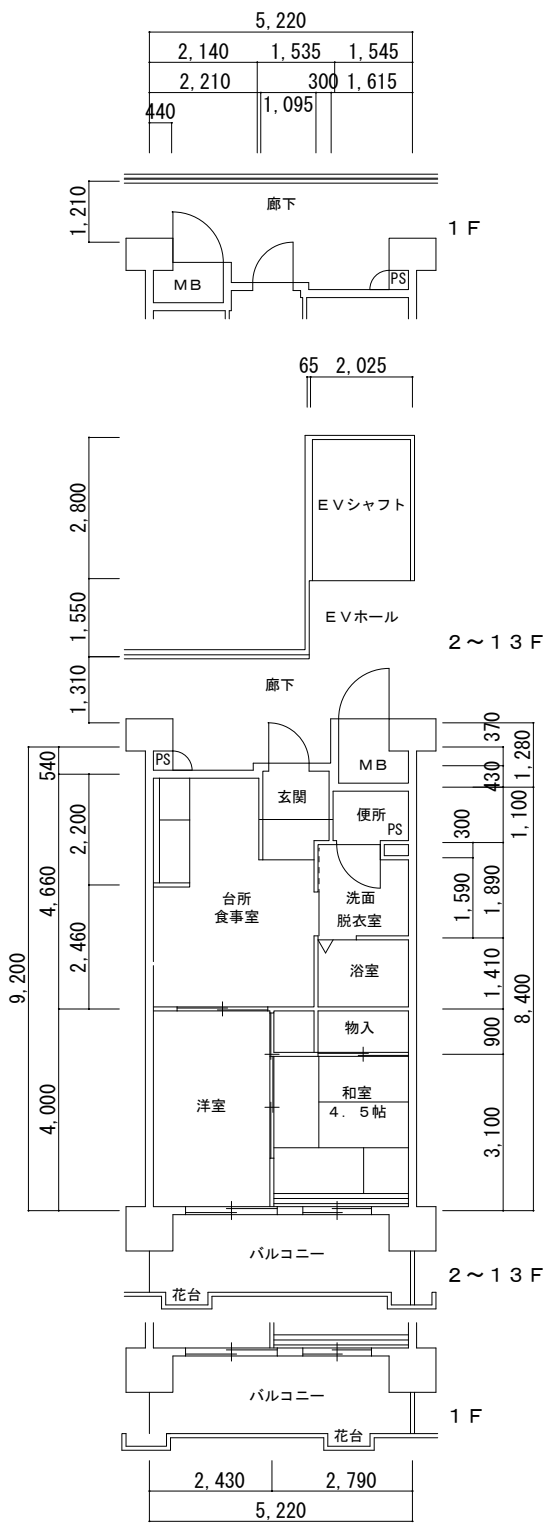 5,220
2,140 1,535 1,545
2,210 300 1,615
1,095
440
1,210
廊下
1F
MB
PS
65 2,025
2,800
EVシャフト
1,550
EVホール
2～13F
1,310
廊下
370
540
PS
MB
430
1,280
玄関
2,200
便所
PS
300
1,100
4,660
台所
食事室
洗面
脱衣室
1,590
1,890
2,460
9,200
浴室
1,410
8,400
物入
900
4,000
洋室
和室
4.5帖
3,100
バルコニー
2～13F
花台
バルコニー
1F
花台
2,430 2,790
5,220